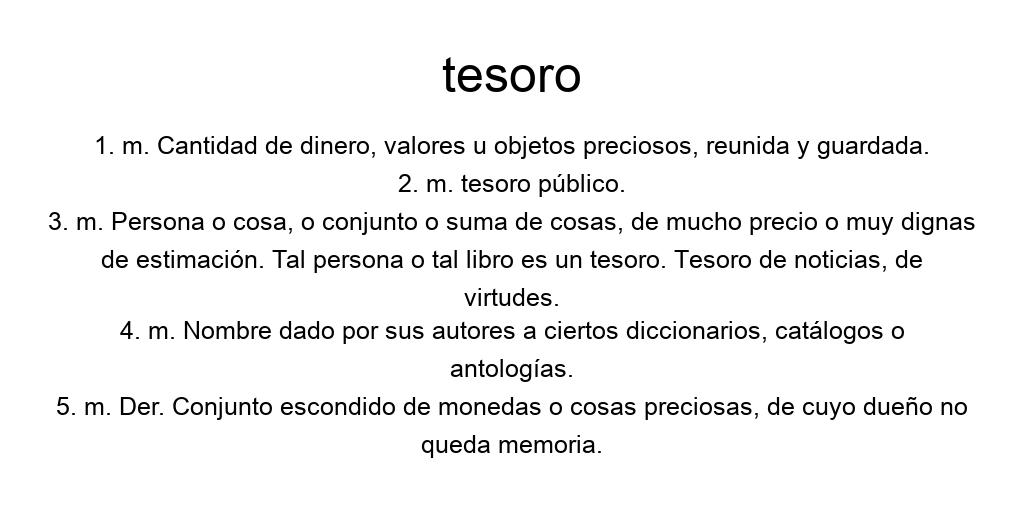 tesoro
1. m. Cantidad de dinero, valores u objetos preciosos, reunida y guardada.
2. m. tesoro público.
3. m. Persona o cosa, o conjunto o suma de cosas, de mucho precio o muy dignas
de estimación. Tal persona o tal libro es un tesoro. Tesoro de noticias, de
virtudes.
4. m. Nombre dado por sus autores a ciertos diccionarios, catálogos o
antologías.
5. m. Der. Conjunto escondido de monedas o cosas preciosas, de cuyo dueño no
queda memoria.